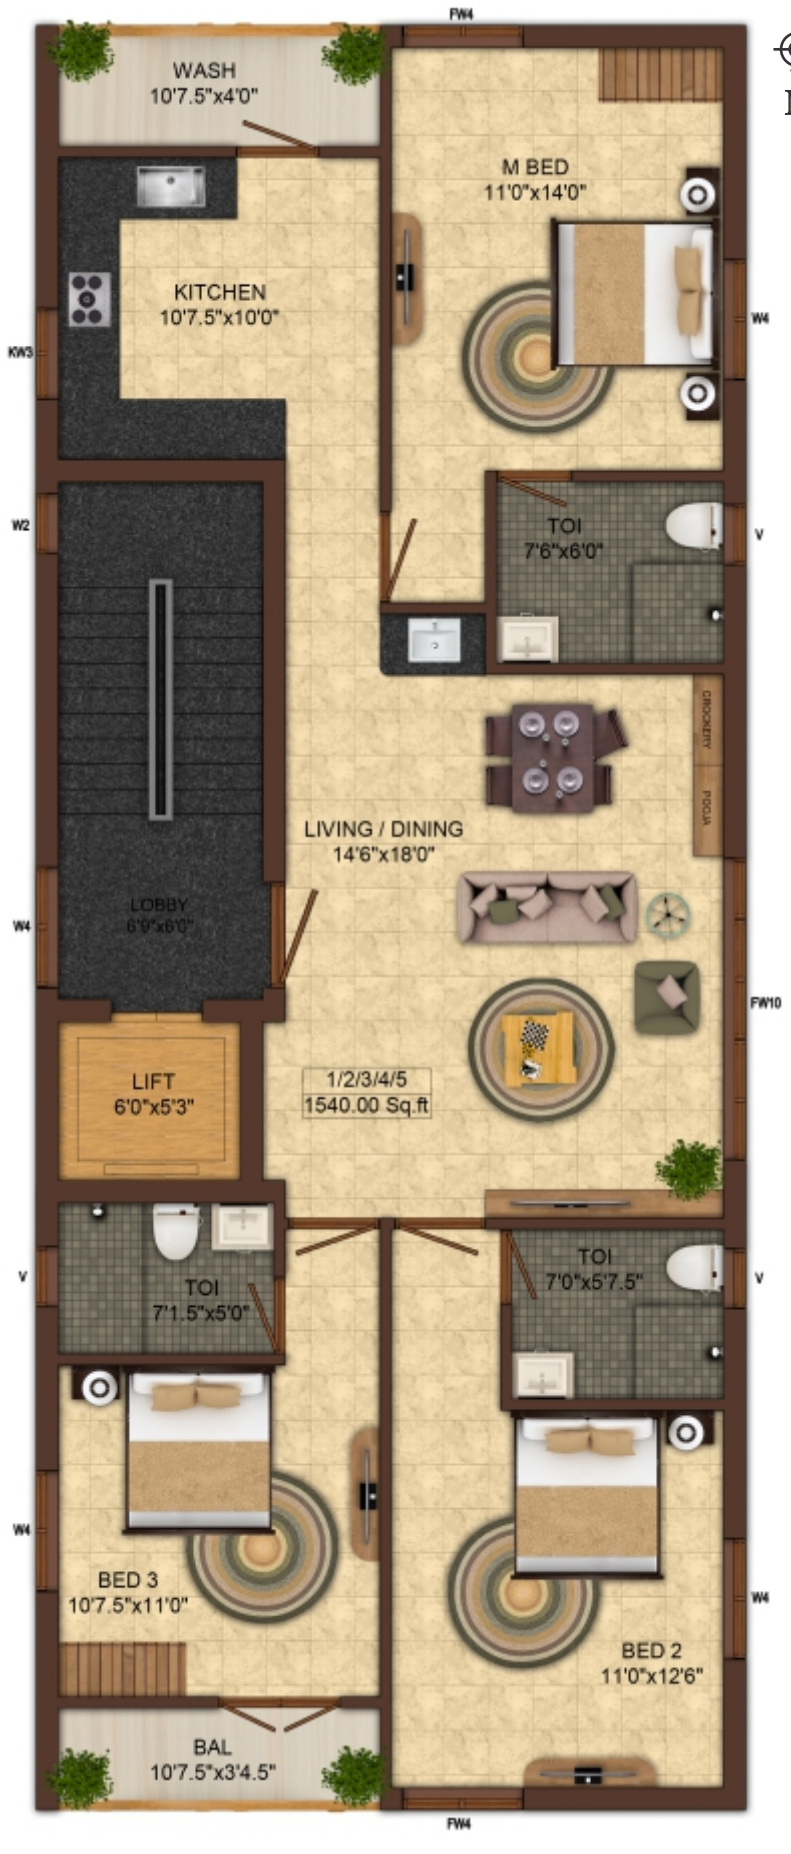 FW4
WASH
10'7.5"x4'0"
M BED
11'0"x14'0"
KITCHEN
10'7.5"x10'0"
W4
KW3
W2
TOI
7'6"x6'0"
V
CROCKERY
POOJA
LIVING / DINING
14'6"x18'0"
LOBBY
6'9"x6'0"
W4
FW10
LIFT
6'0"x5'3"
1/2/3/4/5
1540.00 Sq.ft
TOI
7'1.5"x5'0"
V
TOI
7'0"x5'7.5"
V
W4
BED 3
10'7.5"x11'0"
W4
BED 2
11'0"x12'6"
BAL
10'7.5"x3'4.5"
FW4